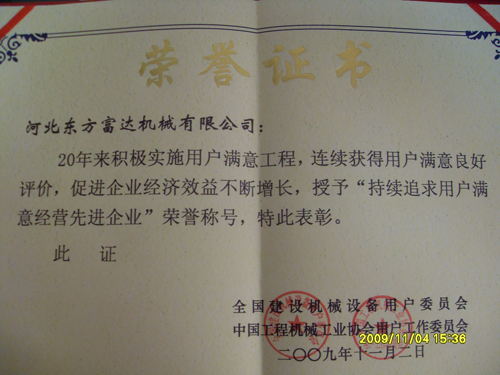 荣誉证书
河北东方富达机械有限公司：
20年来积极实施用户满意工程，连续获得用户满意良好
评价，促进企业经济效益不断增长，授予“持续追求用户满
意经营先进企业”荣誉称号，特此表彰。
此 证
全国建设机械设备用户委员会
中国工程机械工业协会用户工作委员会
二〇〇九年十一月二日
2009/11/04 15:36